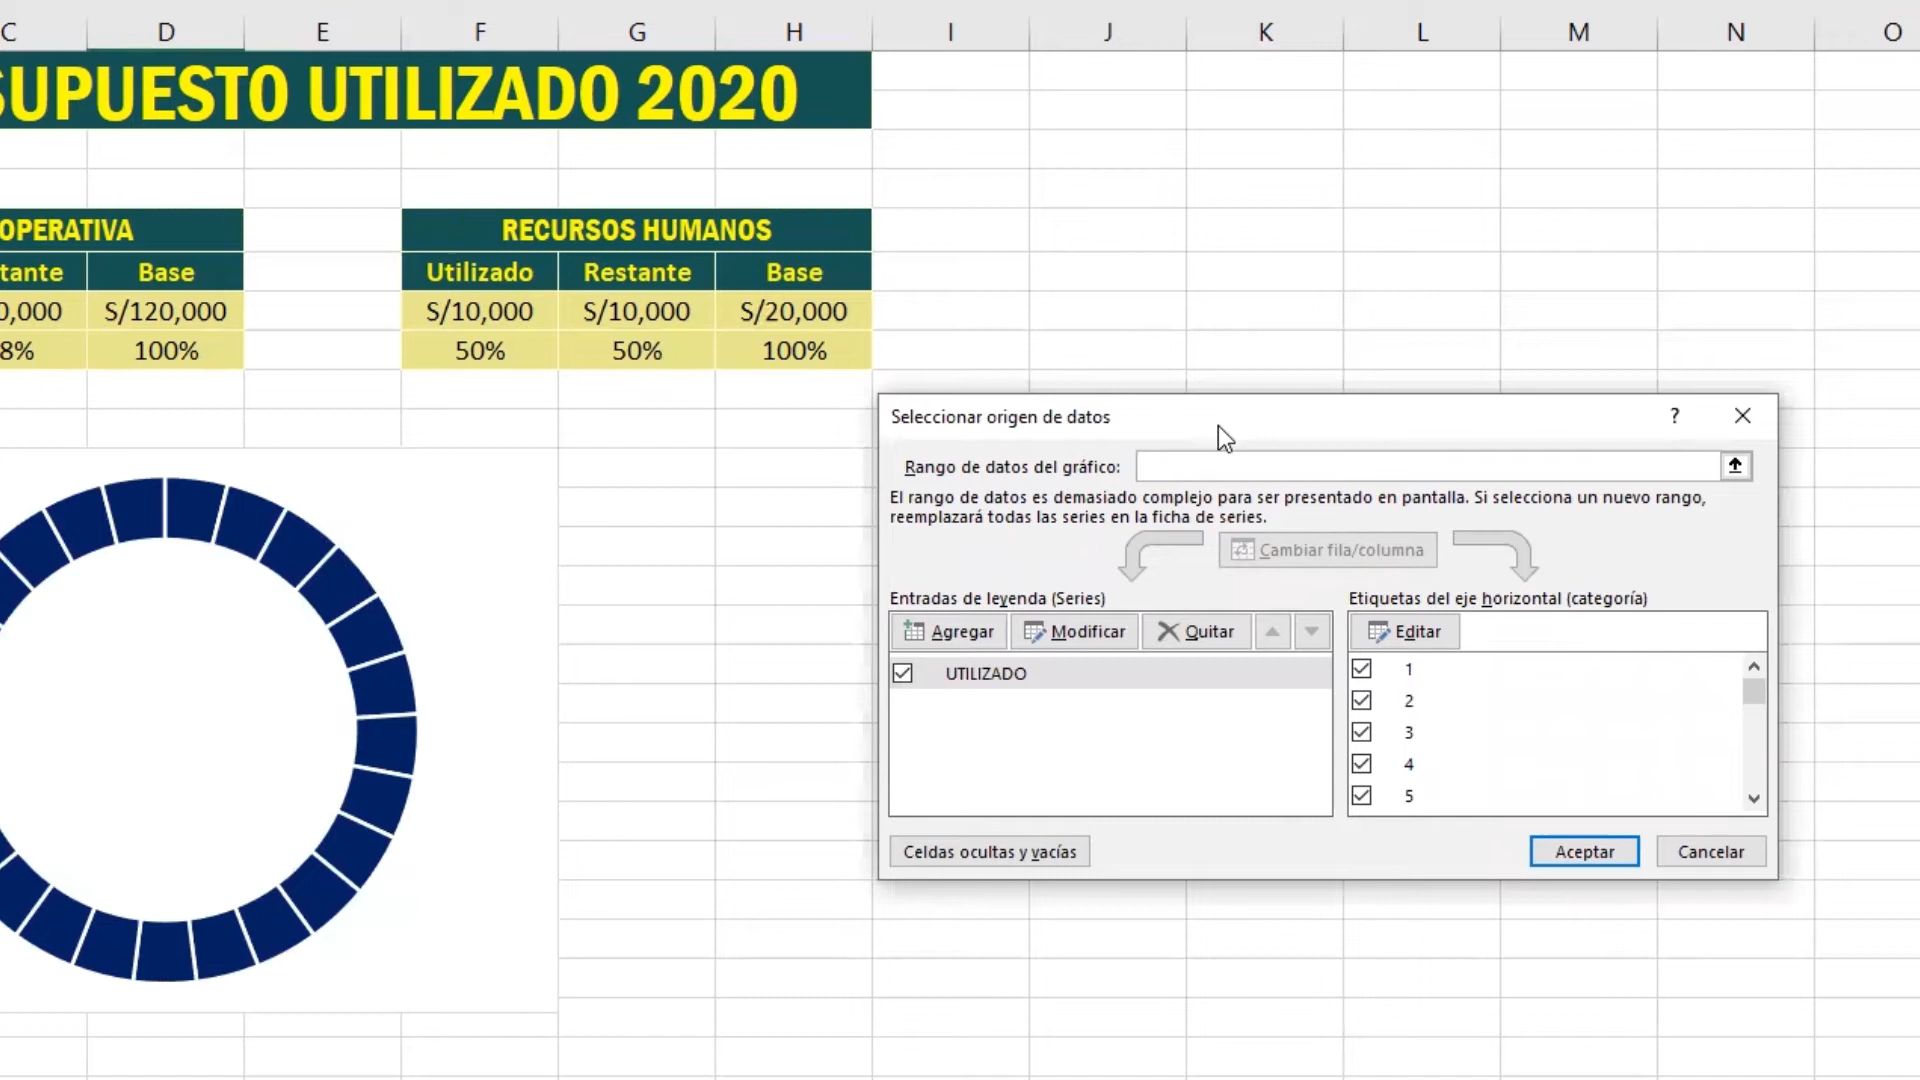 C D E F G H I J K L M N O
SUPUESTO UTILIZADO 2020
OPERATIVA RECURSOS HUMANOS
tante Base Utilizado Restante Base
0,000 S/120,000 S/10,000 S/10,000 S/20,000
8% 100% 50% 50% 100%
Seleccionar origen de datos ?
Rango de datos del gráfico:
El rango de datos es demasiado complejo para ser presentado en pantalla. Si selecciona un nuevo rango,
reemplazará todas las series en la ficha de series.
Cambiar fila/columna
Entradas de leyenda (Series) Etiquetas del eje horizontal (categoría)
Agregar Modificar Quitar Editar
UTILIZADO
1
2
3
4
5
Celdas ocultas y vacías Aceptar Cancelar